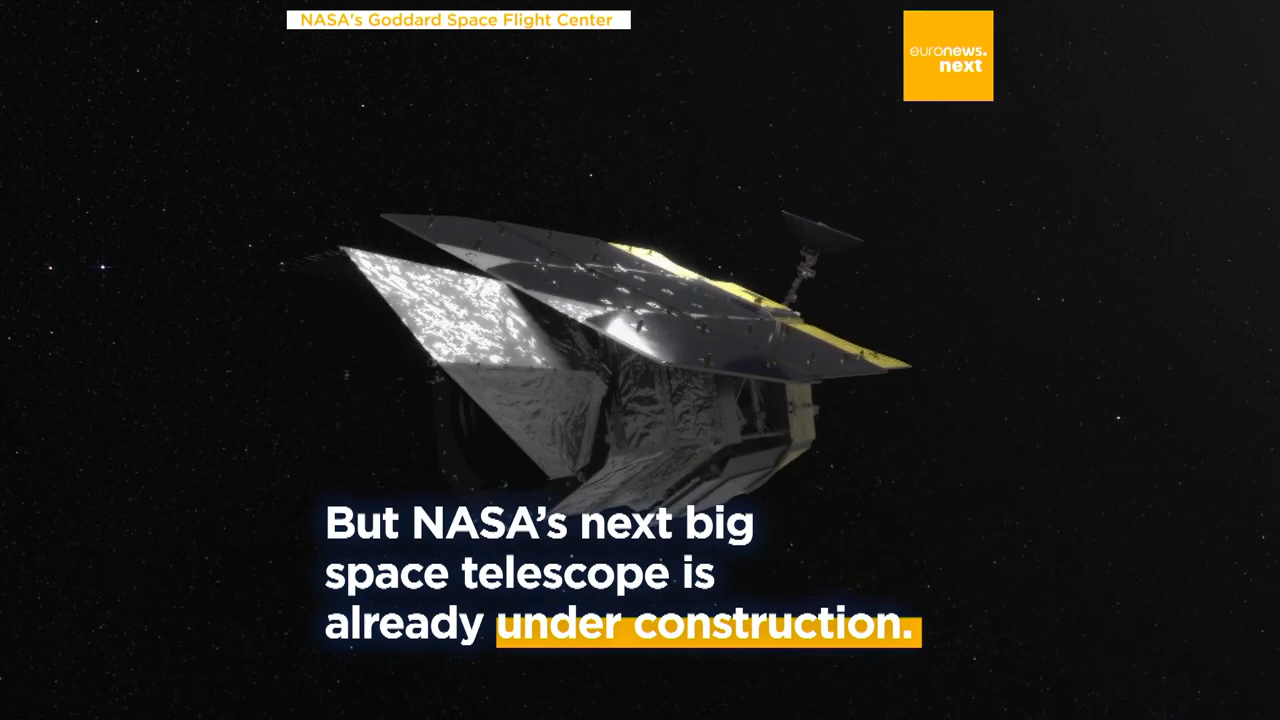 NASA's Goddard Space Flight Center
euronews.
next
But NASA’s next big
space telescope is
already under construction.